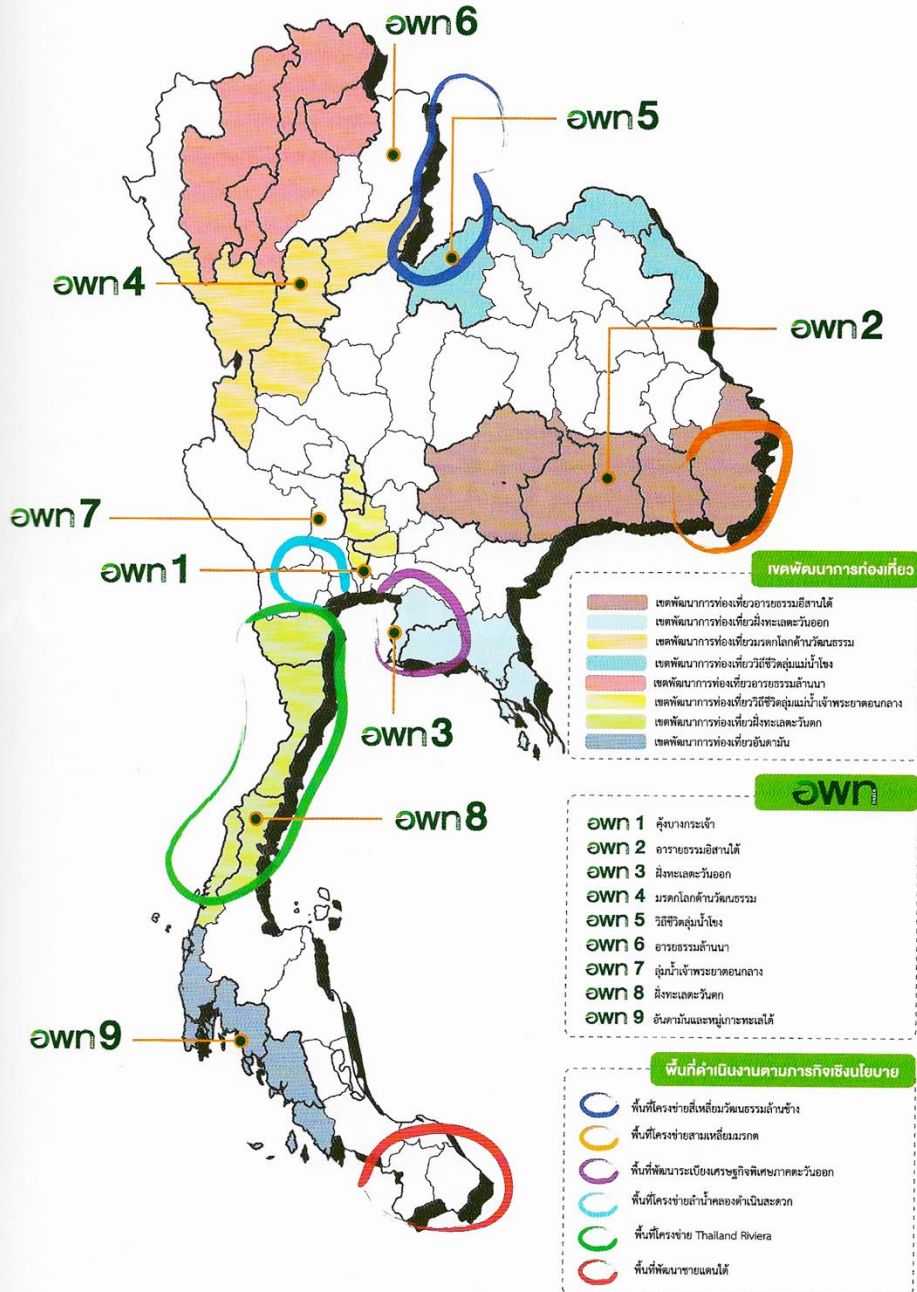 อพท 6
อพท 5
อพท 4
อพท 2
อพท 7
อพท 1
อพท 3
อพท 8
อพท 9
เขตพัฒนาการท่องเที่ยว
เขตพัฒนาการท่องเที่ยวอารยธรรมอีสานใต้
เขตพัฒนาการท่องเที่ยวฝั่งทะเลตะวันออก
เขตพัฒนาการท่องเที่ยวมรดกโลกด้านวัฒนธรรม
เขตพัฒนาการท่องเที่ยววิถีชีวิตลุ่มแม่น้ำโขง
เขตพัฒนาการท่องเที่ยวอารยธรรมล้านนา
เขตพัฒนาการท่องเที่ยววิถีชีวิตลุ่มแม่น้ำเจ้าพระยาตอนกลาง
เขตพัฒนาการท่องเที่ยวฝั่งทะเลตะวันตก
เขตพัฒนาการท่องเที่ยวอันดามัน
อพท
อพท 1 คุ้งบางกระเจ้า
อพท 2 อารายธรรมอีสานใต้
อพท 3 ฝั่งทะเลตะวันออก
อพท 4 มรดกโลกด้านวัฒนธรรม
อพท 5 วิถีชีวิตลุ่มน้ำโขง
อพท 6 อารยธรรมล้านนา
อพท 7 ลุ่มน้ำเจ้าพระยาตอนกลาง
อพท 8 ฝั่งทะเลตะวันตก
อพท 9 อันดามันและหมู่เกาะทะเลใต้
พื้นที่ดำเนินงานตามภารกิจเชิงนโยบาย
พื้นที่โครงข่ายสี่เหลี่ยมวัฒนธรรมล้านช้าง
พื้นที่โครงข่ายสามเหลี่ยมมรกต
พื้นที่พัฒนาระเบียงเศรษฐกิจพิเศษภาคตะวันออก
พื้นที่โครงข่ายลำน้ำคลองดำเนินสะดวก
พื้นที่โครงข่าย Thailand Riviera
พื้นที่พัฒนาชายแดนใต้